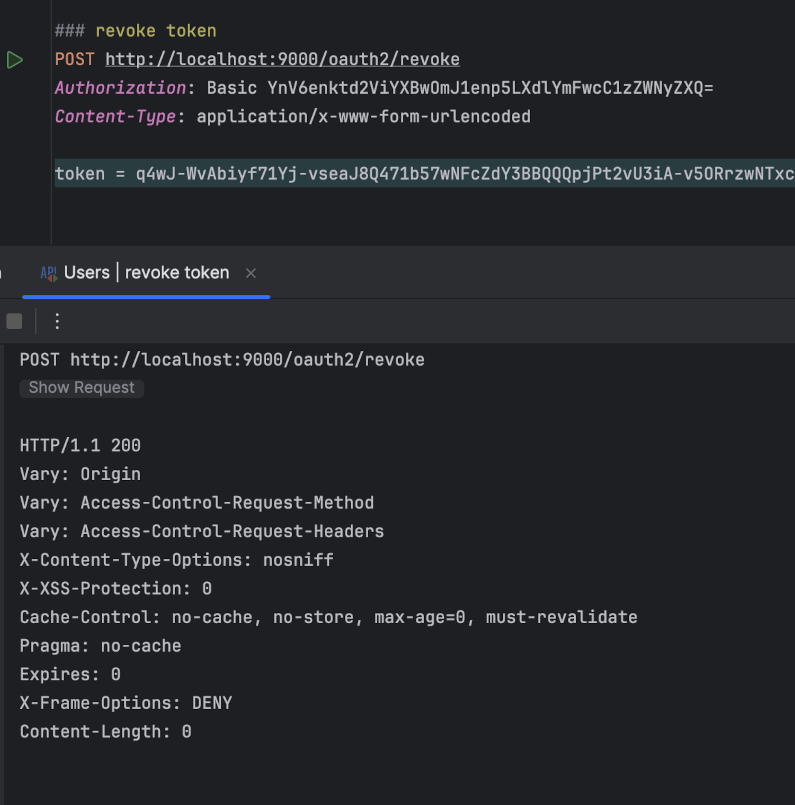 ### revoke token
POST http://localhost:9000/oauth2/revoke
Authorization: Basic YnV6enktd2ViYXBwOmJ1enp5LXdlYmFwcC1zZWNyZXQ=
Content-Type: application/x-www-form-urlencoded
token = q4wJ-WvAbiyf71Yj-vseaJ8Q471b57wNFcZdY3BBQQQpjPt2vU3iA-v5ORrzwNTxc
Users | revoke token
POST http://localhost:9000/oauth2/revoke
Show Request
HTTP/1.1 200
Vary: Origin
Vary: Access-Control-Request-Method
Vary: Access-Control-Request-Headers
X-Content-Type-Options: nosniff
X-XSS-Protection: 0
Cache-Control: no-cache, no-store, max-age=0, must-revalidate
Pragma: no-cache
Expires: 0
X-Frame-Options: DENY
Content-Length: 0